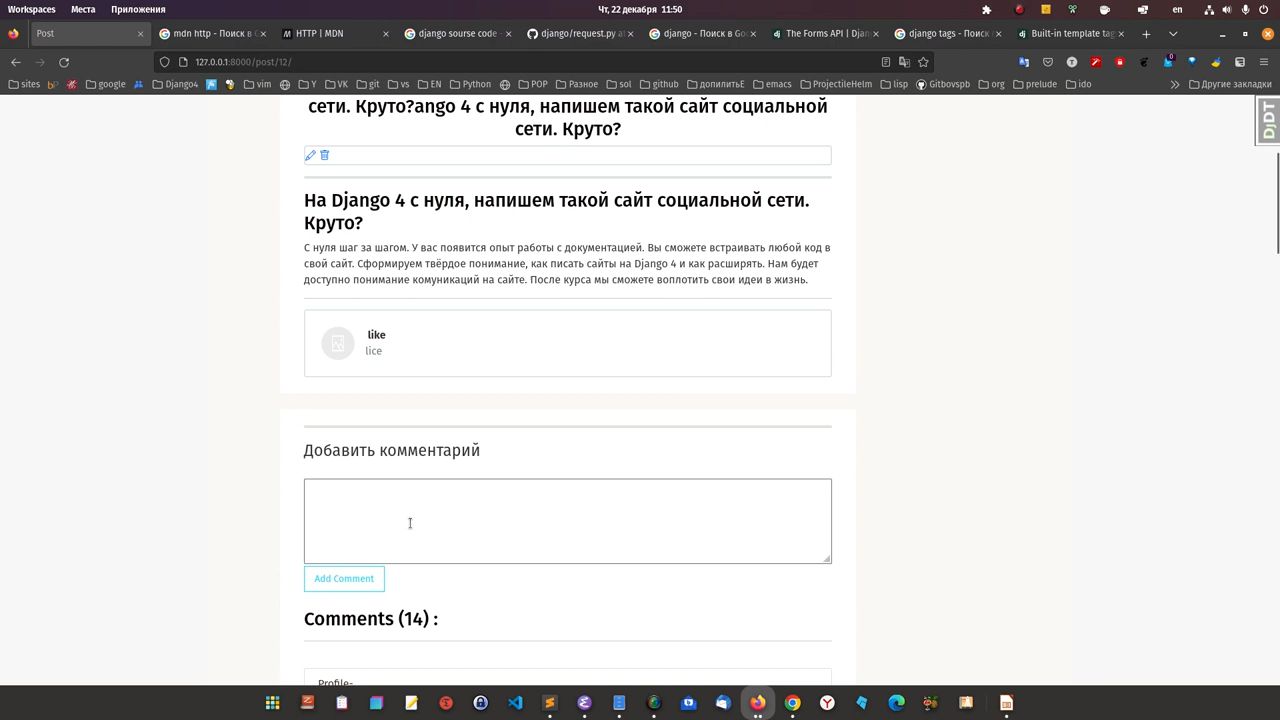 Workspaces Места Приложения Чт, 22 декабря 11:50 en
Post mdn http - Поиск в G HTTP | MDN django sourse code - django/request.py at django - Поиск в Goo The Forms API | Djan django tags - Поиск Built-in template tag
127.0.0.1:8000/post/12/
sites bg google Django4 Y VK git vs EN Python POP Разное sol github допилитьЕ emacs ProjectileHelm lisp Gitbovspb org prelude ido Другие закладки
сети. Круто?ango 4 с нуля, напишем такой сайт социальной
сети. Круто?
DjDT
На Django 4 с нуля, напишем такой сайт социальной сети.
Круто?
С нуля шаг за шагом. У вас появится опыт работы с документацией. Вы сможете встраивать любой код в
свой сайт. Сформируем твёрдое понимание, как писать сайты на Django 4 и как расширять. Нам будет
доступно понимание комуникаций на сайте. После курса мы сможете воплотить свои идеи в жизнь.
like
lice
Добавить комментарий
Add Comment
Comments (14) :
Profile-